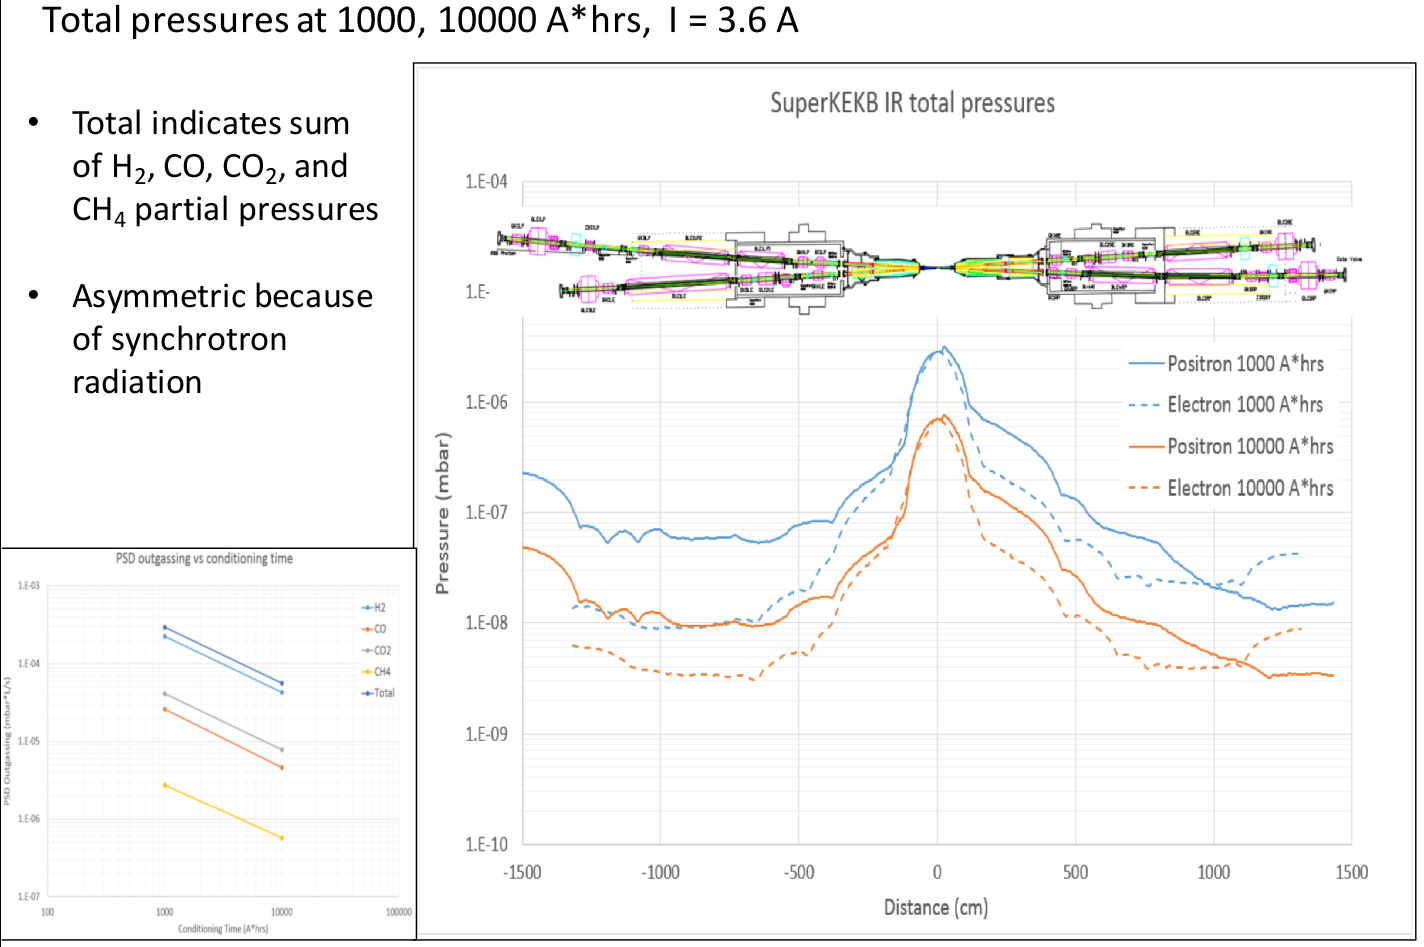 Total pressures at 1000, 10000 A*hrs, I = 3.6 A
• Total indicates sum
of H₂, CO, CO₂, and
CH₄ partial pressures
• Asymmetric because
of synchrotron
radiation
SuperKEKB IR total pressures
1.E-04
1.E-
1.E-06
1.E-07
1.E-08
1.E-09
1.E-10
Pressure (mbar)
Positron 1000 A*hrs
Electron 1000 A*hrs
Positron 10000 A*hrs
Electron 10000 A*hrs
-1500 -1000 -500 0 500 1000 1500
Distance (cm)
PSD outgassing vs conditioning time
1.E-03
1.E-04
1.E-05
1.E-06
1.E-07
PSD Outgassing (mbar*L/s)
H2
CO
CO2
CH4
Total
100 1000 10000 100000
Conditioning Time (A*hrs)